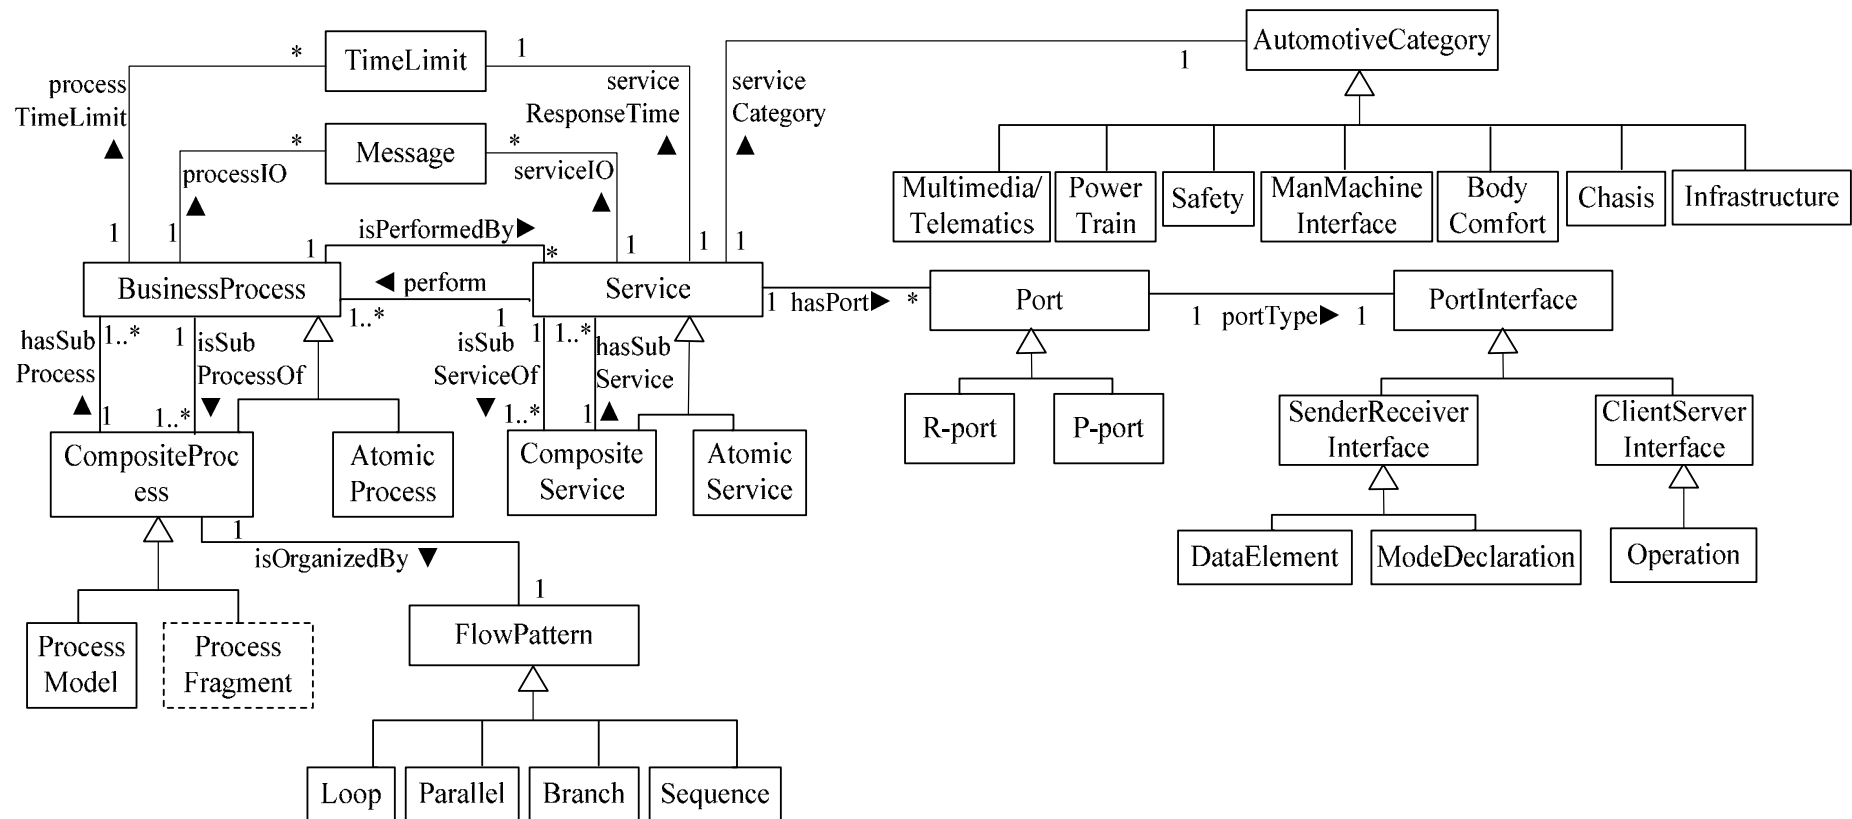 TimeLimit
*
1
process
TimeLimit
▲
service
ResponseTime
▲
service
Category
▲
1
AutomotiveCategory
Message
*
*
processIO
▲
serviceIO
▲
Multimedia/
Telematics
Power
Train
Safety
ManMachine
Interface
Body
Comfort
Chasis
Infrastructure
1
1
1
isPerformedBy▶
*
1
1
1
BusinessProcess
◀ perform
1..*
1
Service
1
hasPort▶
*
Port
1
portType▶
1
PortInterface
hasSub
Process
▲
1..*
1
1
isSub
ProcessOf
▼
1..*
isSub
ServiceOf
▼
1
1..*
1..*
1
hasSub
Service
▲
R-port
P-port
SenderReceiver
Interface
ClientServer
Interface
CompositeProc
ess
Atomic
Process
Composite
Service
Atomic
Service
1
isOrganizedBy ▼
1
DataElement
ModeDeclaration
Operation
Process
Model
Process
Fragment
FlowPattern
Loop
Parallel
Branch
Sequence